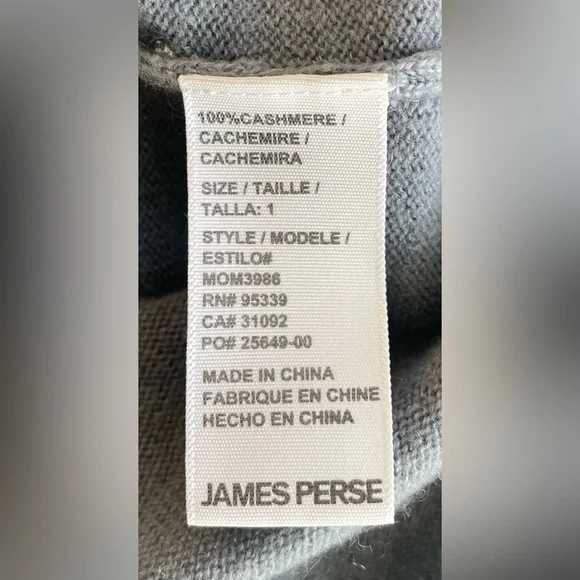 100%CASHMERE /
CACHEMIRE /
CACHEMIRA
SIZE / TAILLE /
TALLA: 1
STYLE / MODELE /
ESTILO#
MOM3986
RN# 95339
CA# 31092
PO# 25649-00
MADE IN CHINA
FABRIQUE EN CHINE
HECHO EN CHINA
JAMES PERSE